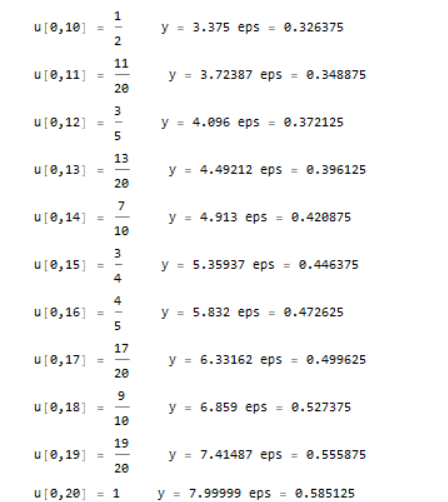 u[0,10] = 1/2 y = 3.375 eps = 0.326375
u[0,11] = 11/20 y = 3.72387 eps = 0.348875
u[0,12] = 3/5 y = 4.096 eps = 0.372125
u[0,13] = 13/20 y = 4.49212 eps = 0.396125
u[0,14] = 7/10 y = 4.913 eps = 0.420875
u[0,15] = 3/4 y = 5.35937 eps = 0.446375
u[0,16] = 4/5 y = 5.832 eps = 0.472625
u[0,17] = 17/20 y = 6.33162 eps = 0.499625
u[0,18] = 9/10 y = 6.859 eps = 0.527375
u[0,19] = 19/20 y = 7.41487 eps = 0.555875
u[0,20] = 1 y = 7.99999 eps = 0.585125